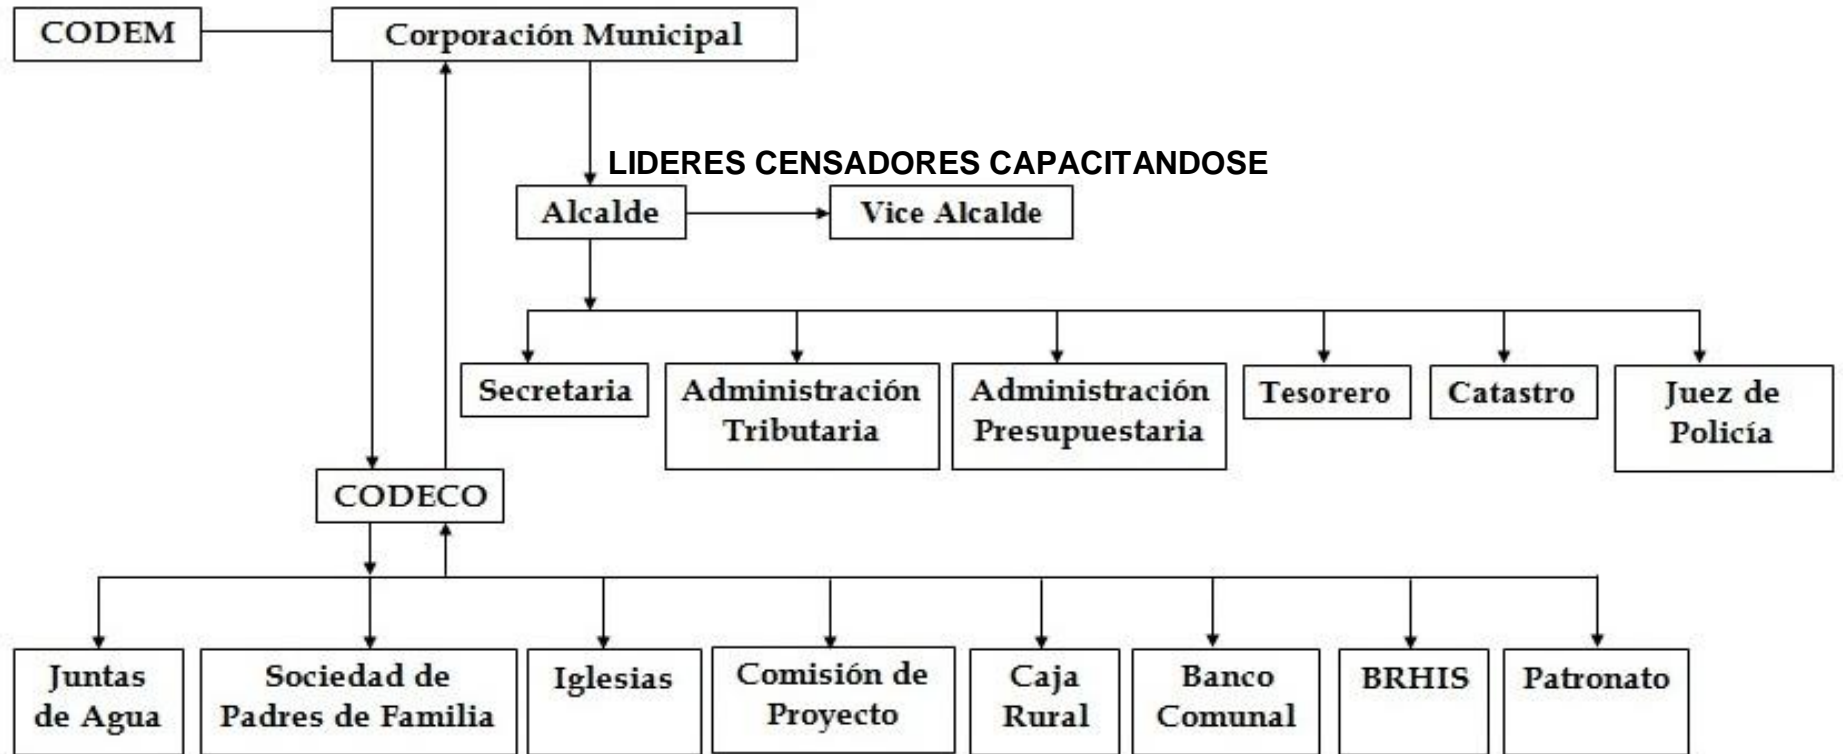 CODEM
Corporación Municipal
LIDERES CENSADORES CAPACITANDOSE
Alcalde
Vice Alcalde
Secretaria
Administración
Tributaria
Administración
Presupuestaria
Tesorero
Catastro
Juez de
Policía
CODECO
Juntas
de Agua
Sociedad de
Padres de Familia
Iglesias
Comisión de
Proyecto
Caja
Rural
Banco
Comunal
BRHIS
Patronato